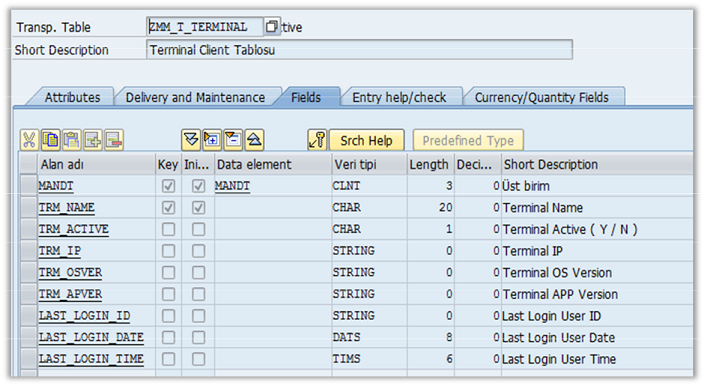 Transp. Table ZMM_T_TERMINAL tive
Short Description Terminal Client Tablosu
Attributes Delivery and Maintenance Fields Entry help/check Currency/Quantity Fields
Srch Help Predefined Type
Alan adı Key Ini... Data element Veri tipi Length Deci... Short Description
MANDT MANDT CLNT 3 0 Üst birim
TRM_NAME CHAR 20 0 Terminal Name
TRM_ACTIVE CHAR 1 0 Terminal Active ( Y / N )
TRM_IP STRING 0 0 Terminal IP
TRM_OSVER STRING 0 0 Terminal OS Version
TRM_APVER STRING 0 0 Terminal APP Version
LAST_LOGIN_ID STRING 0 0 Last Login User ID
LAST_LOGIN_DATE DATS 8 0 Last Login User Date
LAST_LOGIN_TIME TIMS 6 0 Last Login User Time